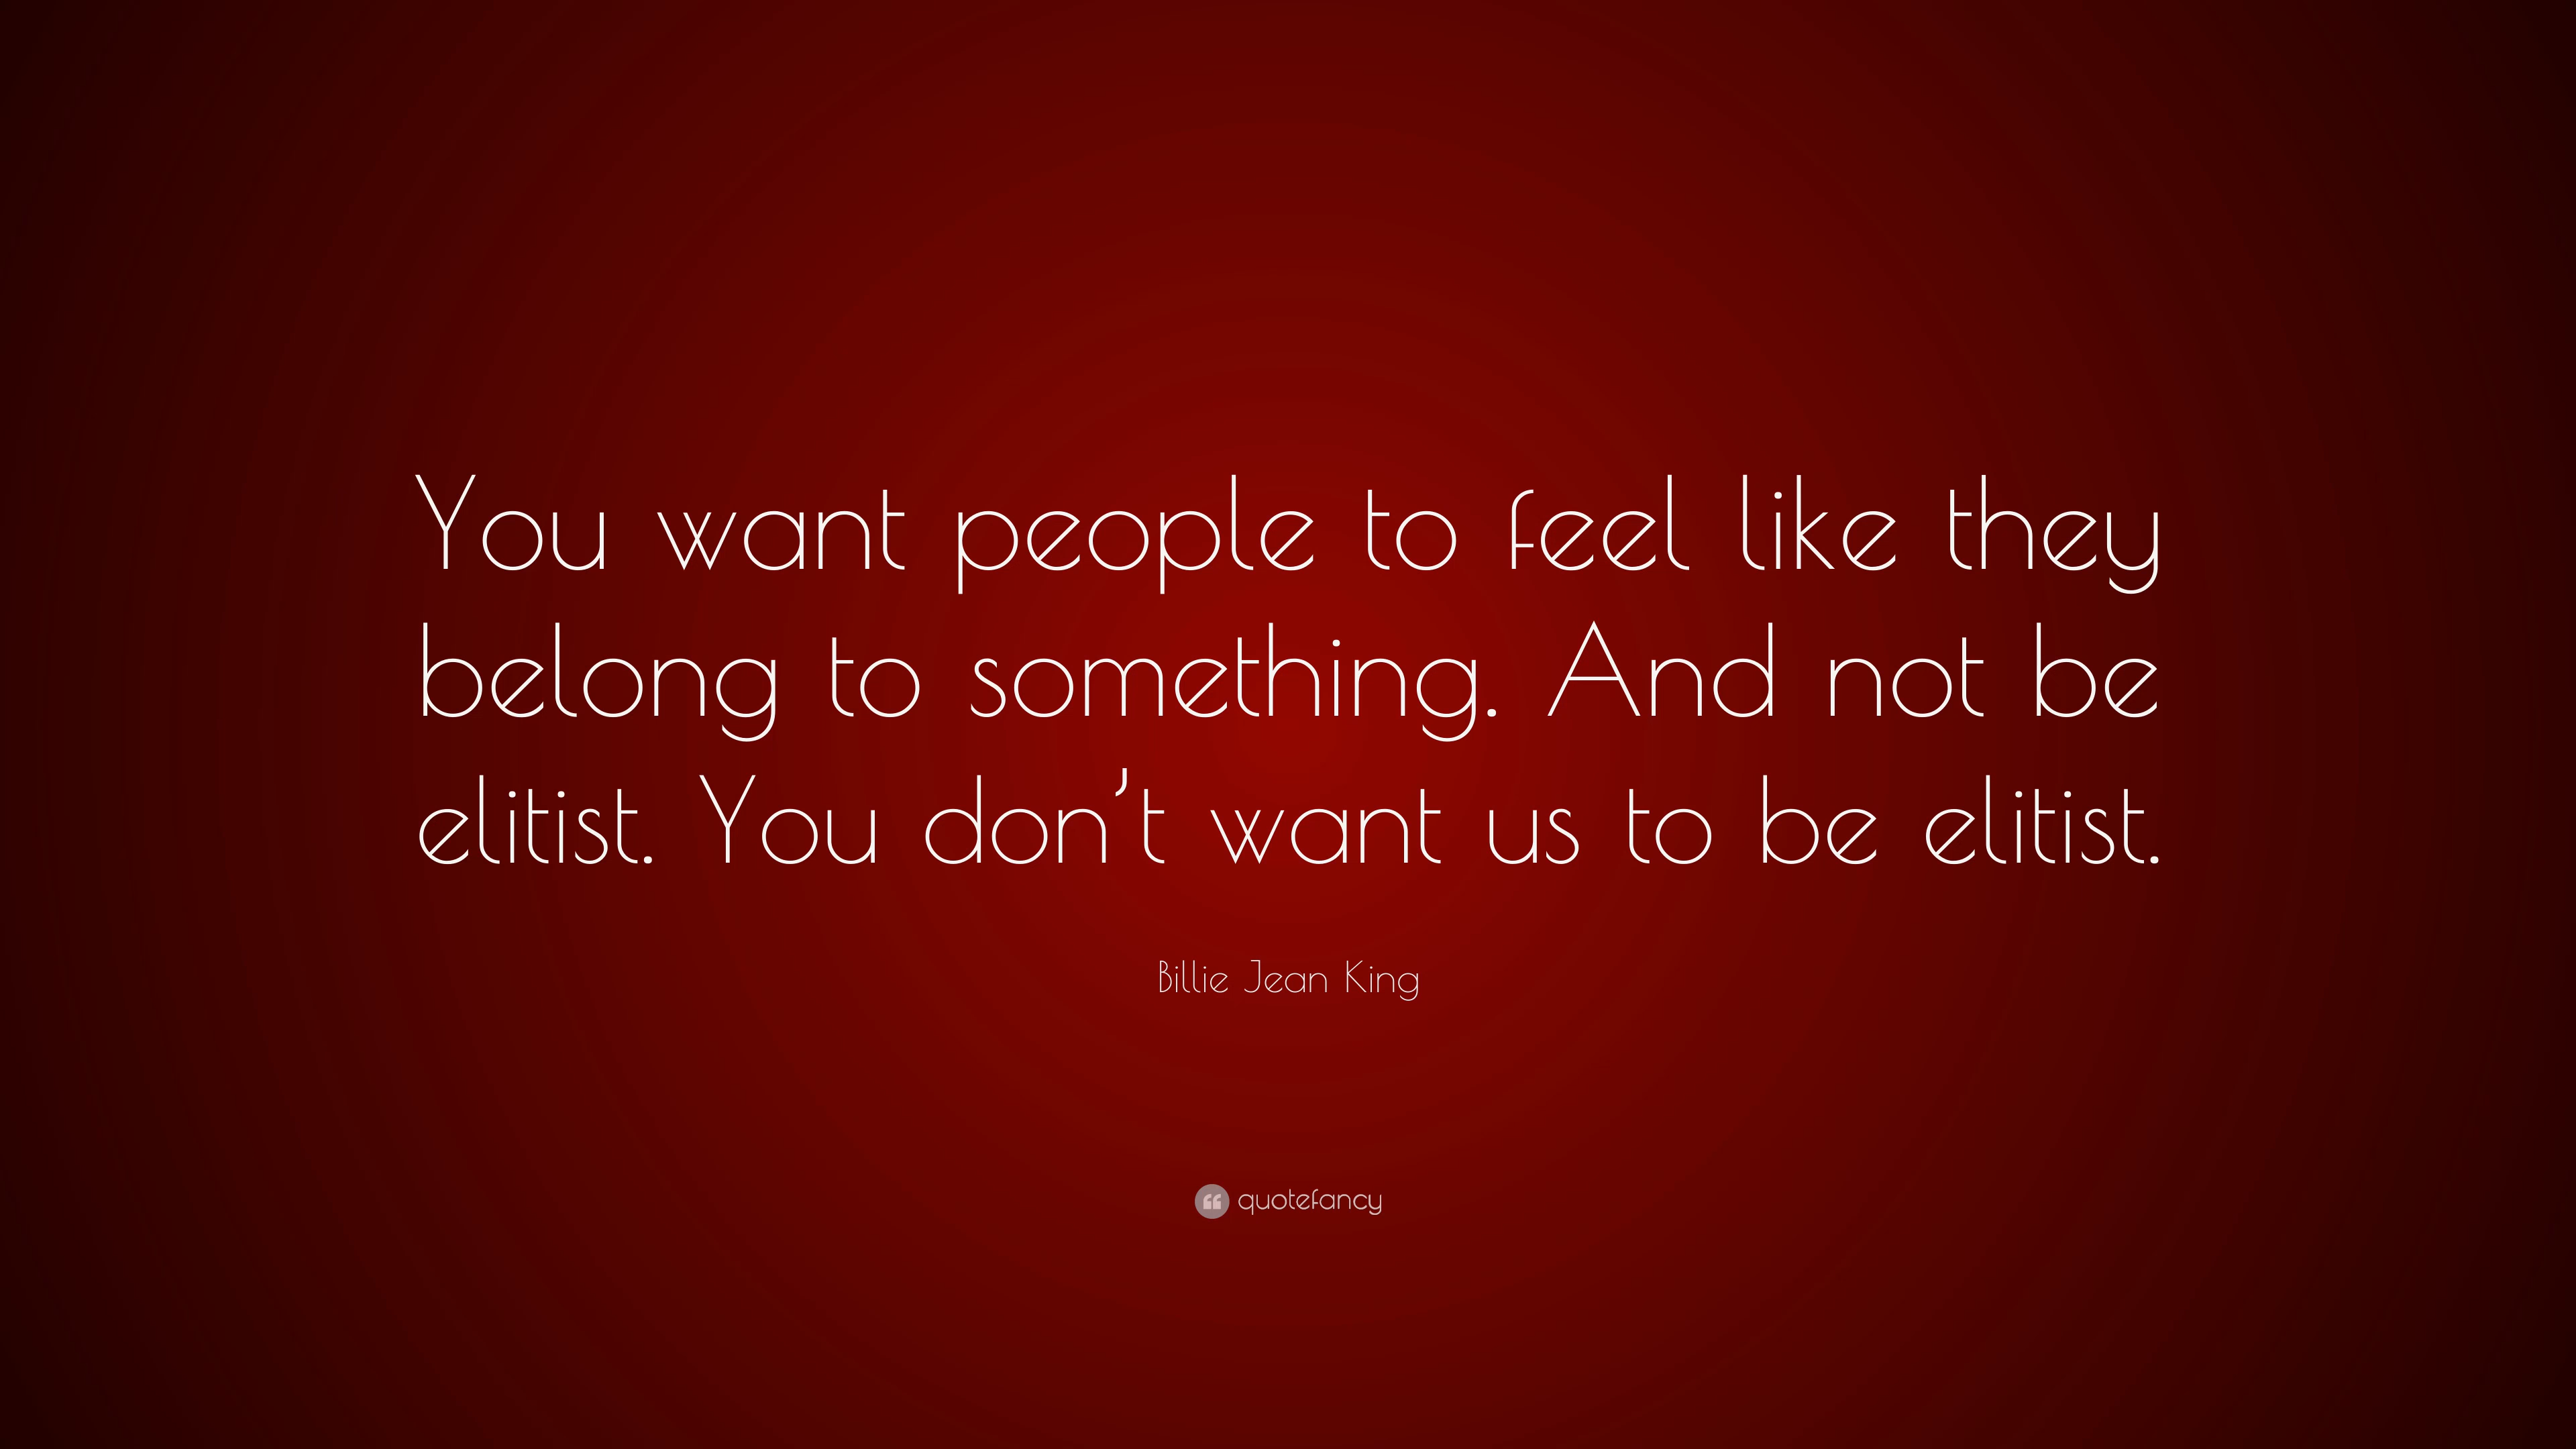 You want people to feel like they
belong to something. And not be
elitist. You don’t want us to be elitist.
Billie Jean King
quotefancy